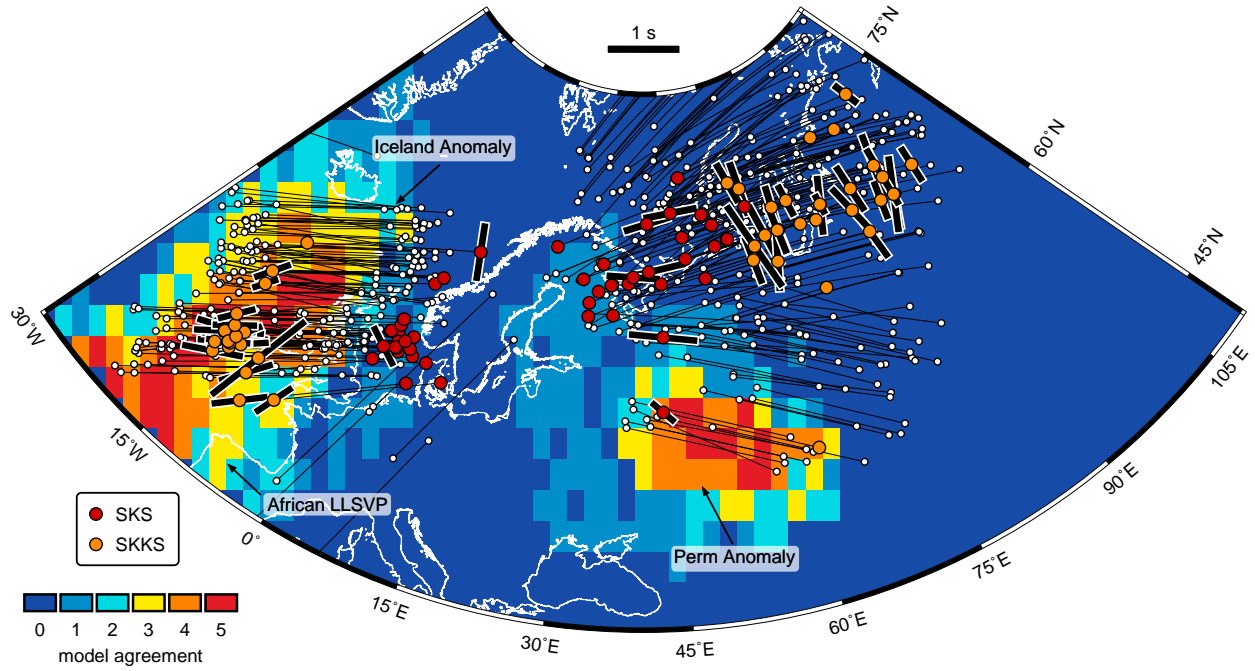 1 s
75°N
60°N
45°N
Iceland Anomaly
30°N
105°E
15°W
90°E
African LLSVP
SKS
SKKS
0°
Perm Anomaly
75°E
15°E
60°E
30°E
45°E
0 1 2 3 4 5
model agreement